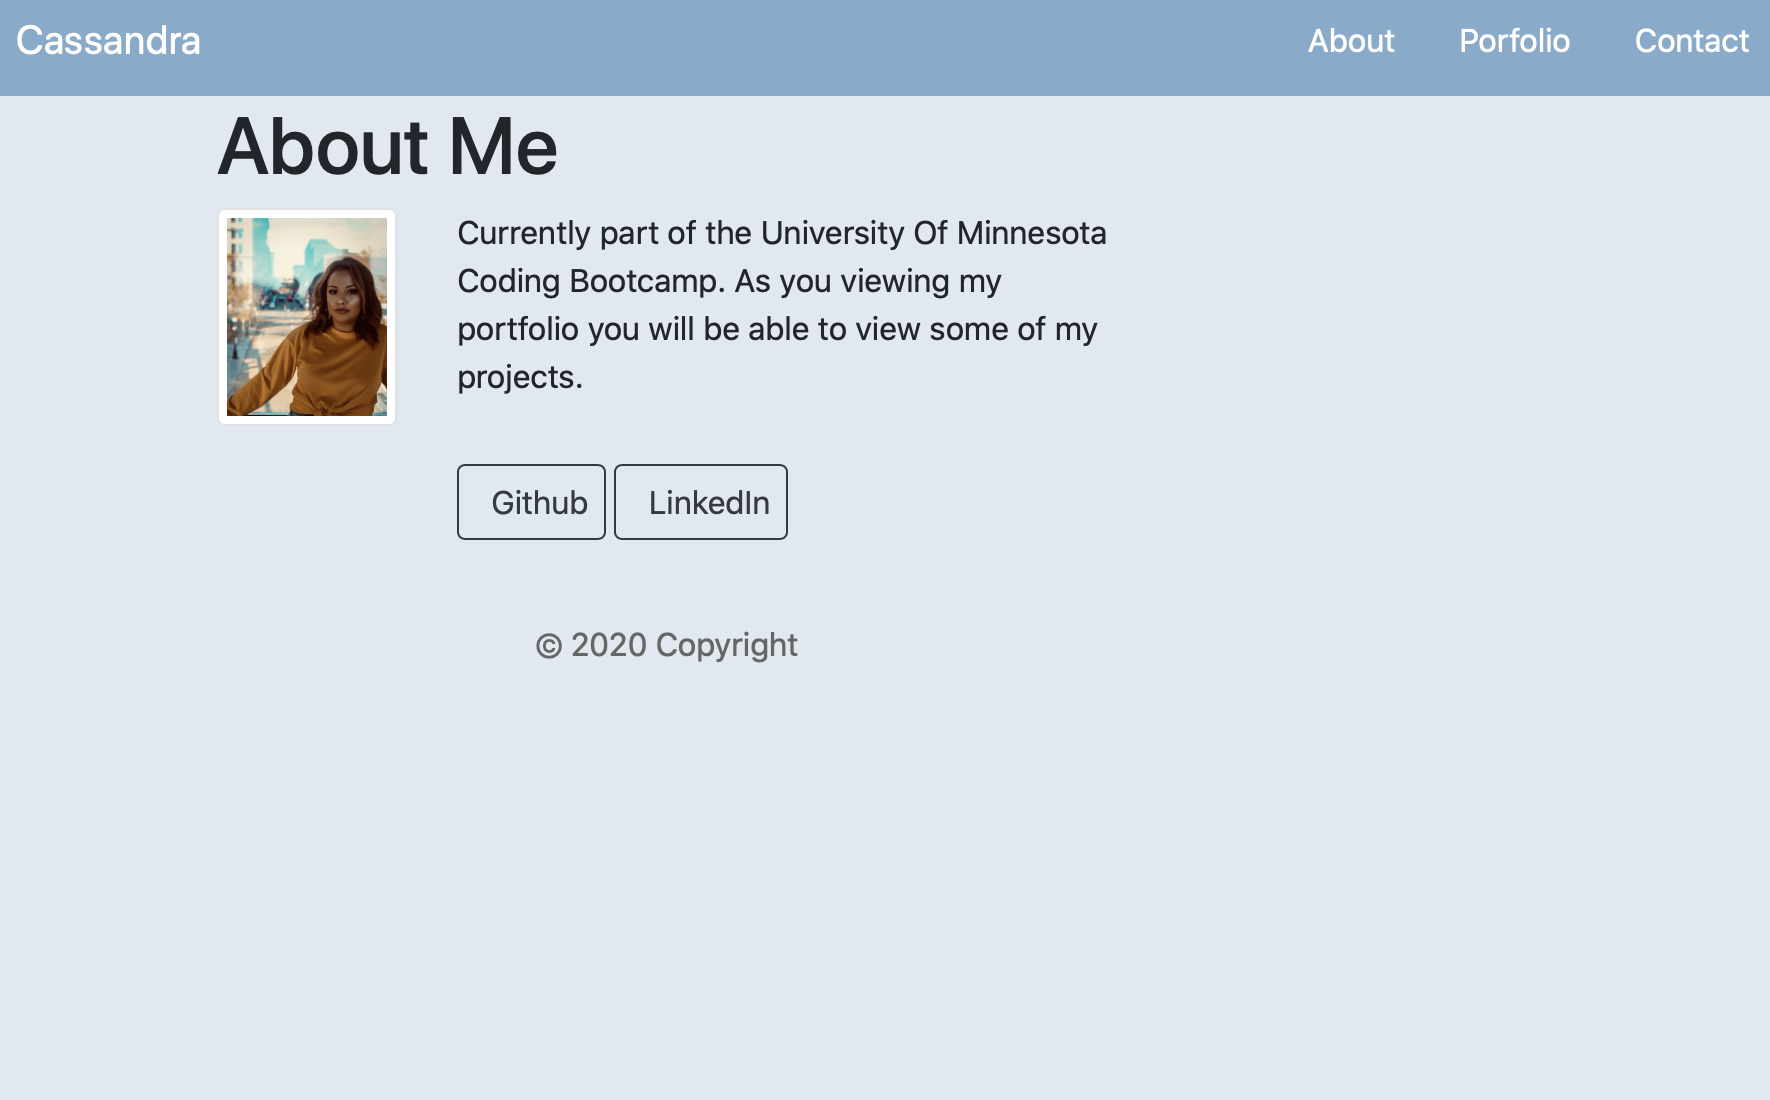 Cassandra
About
Porfolio
Contact
About Me
Currently part of the University Of Minnesota
Coding Bootcamp. As you viewing my
portfolio you will be able to view some of my
projects.
Github
LinkedIn
© 2020 Copyright